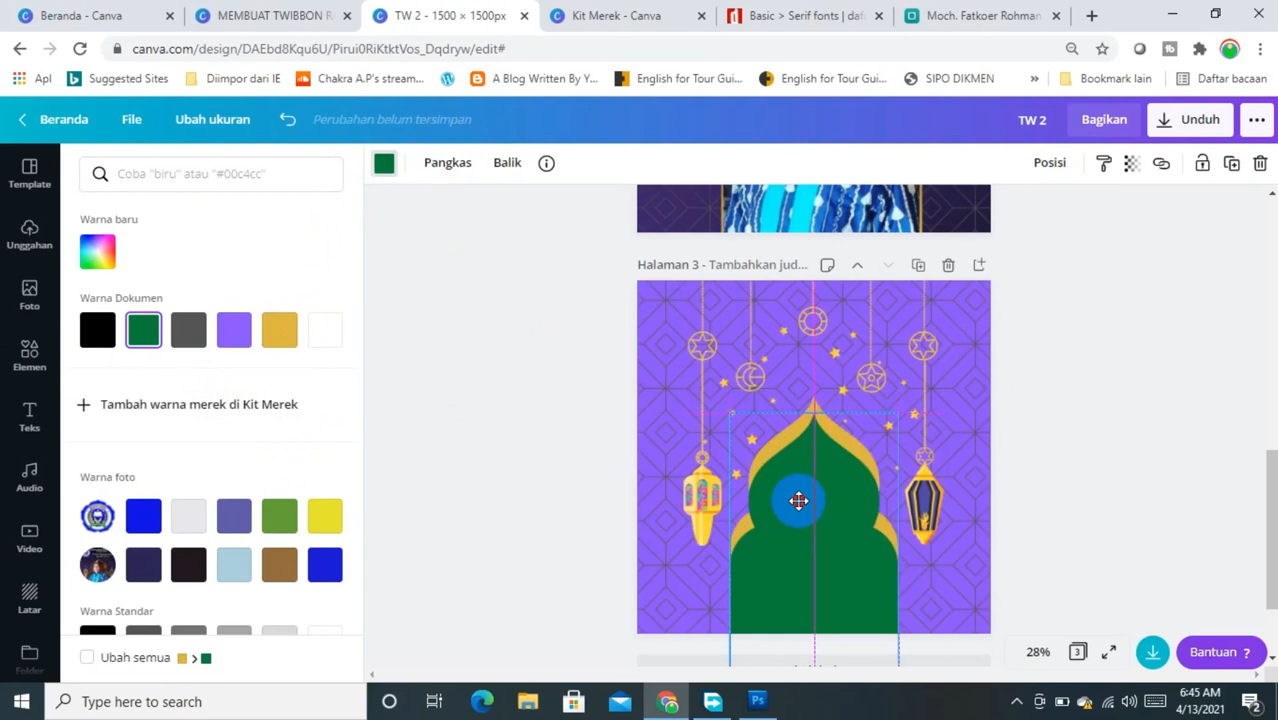 Beranda - Canva
MEMBUAT TWIBBON R
TW 2 - 1500 × 1500px
Kit Merek - Canva
Basic > Serif fonts | daf
Moch. Fatkoer Rohman
canva.com/design/DAEbd8Kqu6U/Pirui0RiKtktVos_Dqdryw/edit#
Apl
Suggested Sites
Diimpor dari IE
Chakra A.P's stream...
A Blog Written By Y...
English for Tour Gui...
English for Tour Gui...
SIPO DIKMEN
»
Bookmark lain
Daftar bacaan
Beranda
File
Ubah ukuran
Perubahan belum tersimpan
TW 2
Bagikan
Unduh
Template
Unggahan
Foto
Elemen
Teks
Audio
Video
Latar
Folder
Coba "biru" atau "#00c4cc"
Warna baru
Warna Dokumen
+ Tambah warna merek di Kit Merek
Warna foto
Warna Standar
Ubah semua
Pangkas
Balik
Posisi
Halaman 3 - Tambahkan jud...
28%
3
Bantuan ?
Type here to search
6:45 AM
4/13/2021
2